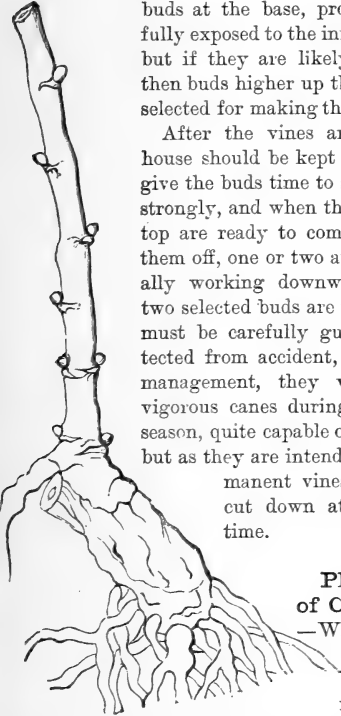 buds at the base, pro
fully exposed to the in
but if they are likely
then buds higher up th
selected for making th
After the vines ar
house should be kept
give the buds time to
strongly, and when th
top are ready to com
them off, one or two a
ally working downw
two selected buds are
must be carefully gu
tected from accident,
management, they v
vigorous canes during
season, quite capable o
but as they are intend
manent vines
cut down at
time.
of C
—W